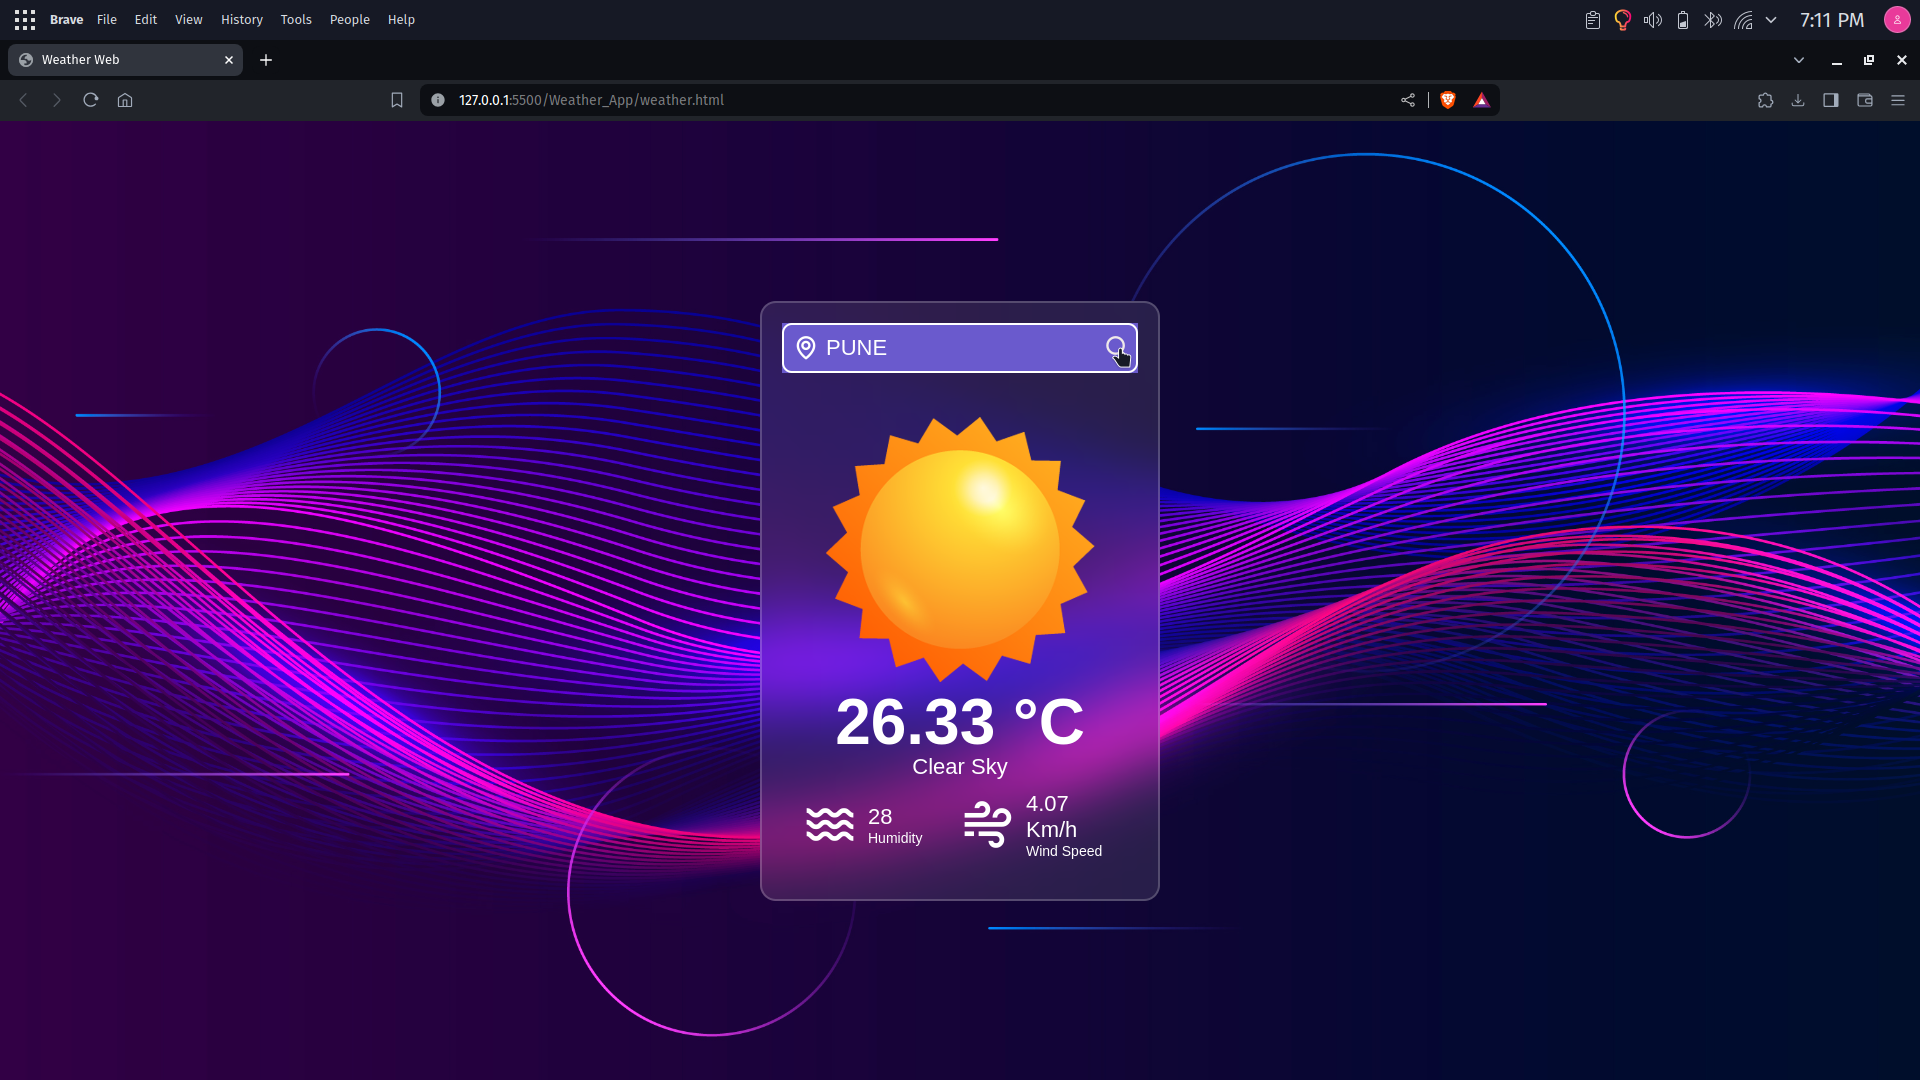 Brave File Edit View History Tools People Help 7:11 PM
Weather Web
127.0.0.1:5500/Weather_App/weather.html
PUNE
26.33 °C
Clear Sky
28
Humidity
4.07
Km/h
Wind Speed